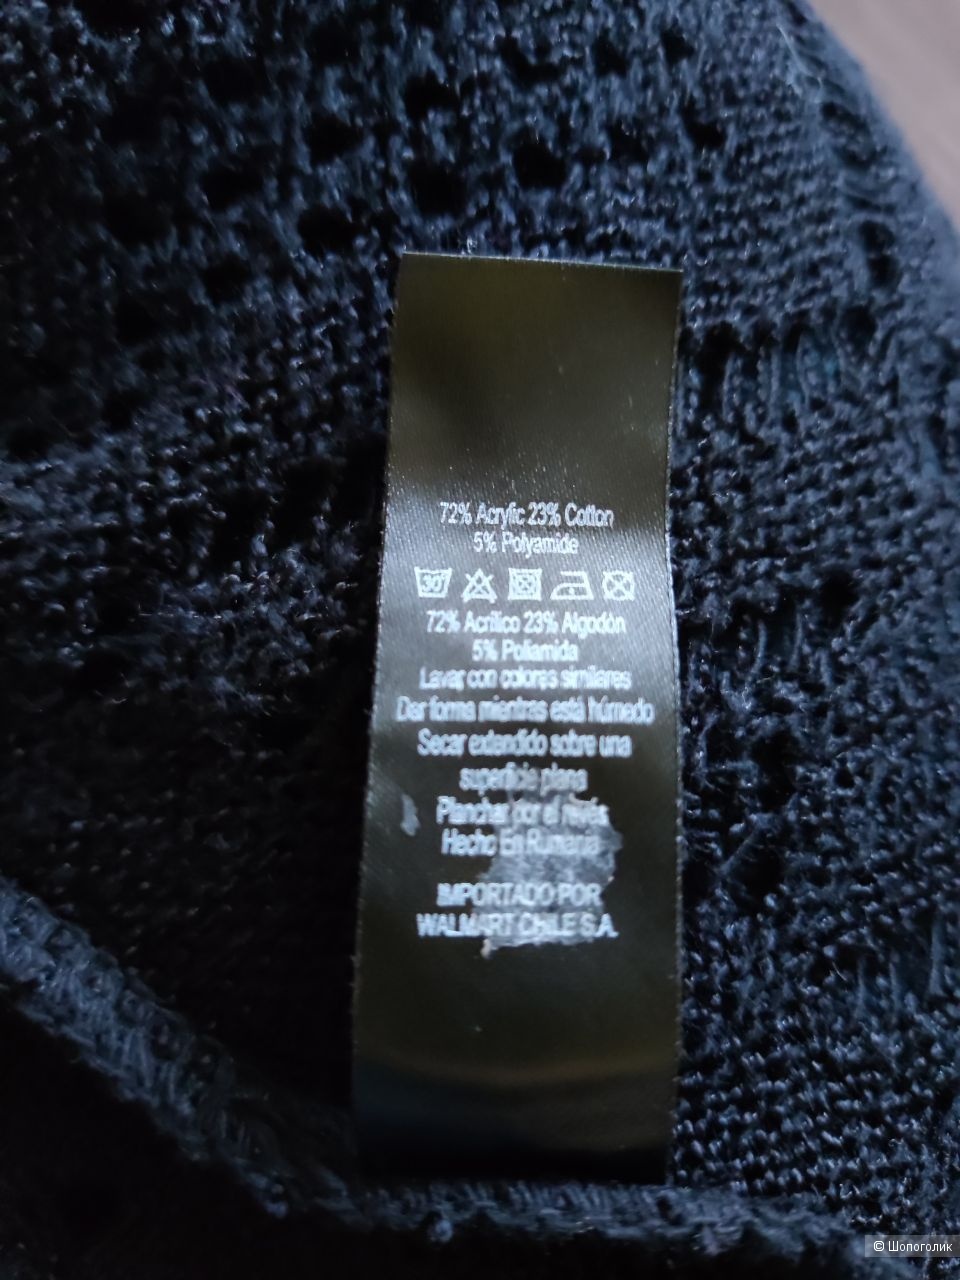 72% Acrylic 23% Cotton
5% Polyamide
30°
72% Acrílico 23% Algodón
5% Poliamida
Lavar con colores similares
Dar forma mientras está húmedo
Secar extendido sobre una
superficie plana
Planchar por el revés
Hecho En Rumania
IMPORTADO POR
WALMART CHILE S.A.
© Шопоголик